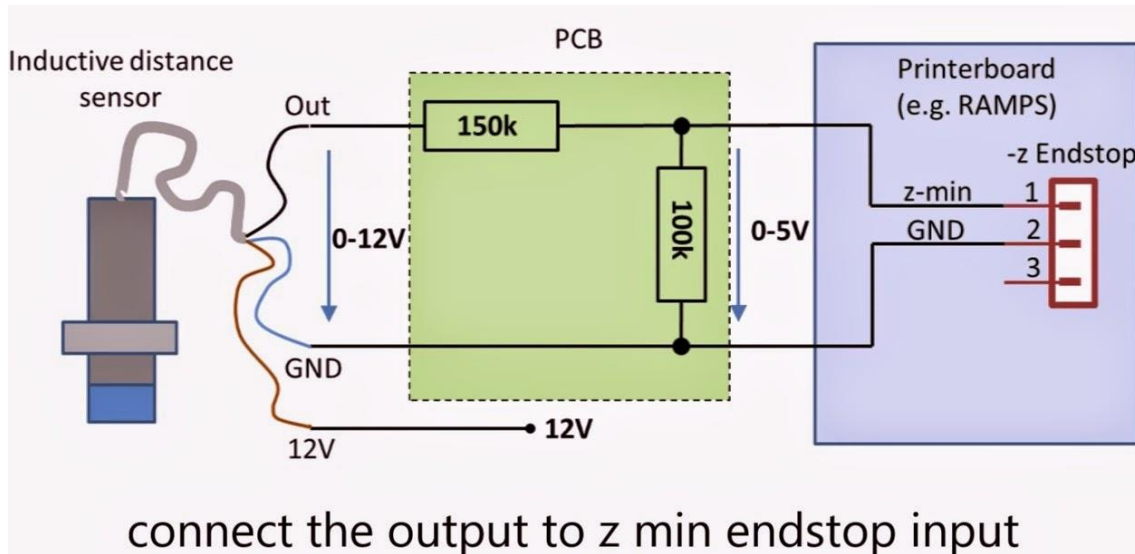 PCB
Inductive distance
sensor
Out
150k
100k
0-12V
0-5V
GND
12V
12V
Printerboard
(e.g. RAMPS)
-z Endstop
z-min
1
GND
2
3
connect the output to z min endstop input